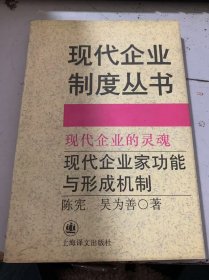 现代企业
制度丛书
现代企业的灵魂
现代企业家功能
与形成机制
陈宪 吴为善◎著
上海译文出版社